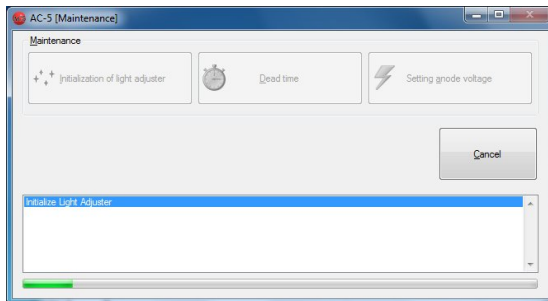 AC-5 [Maintenance]
Maintenance
Initialization of light adjuster
Dead time
Setting anode voltage
Cancel
Initialize Light Adjuster